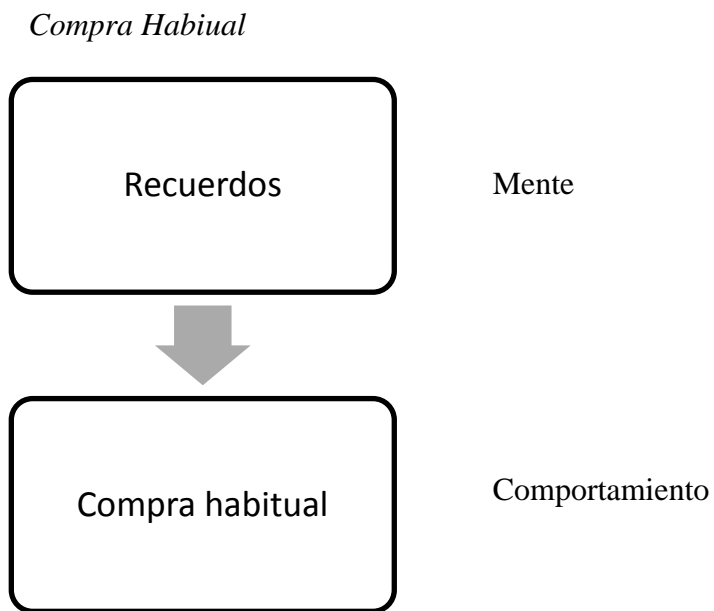 Compra Habiual
Recuerdos
Mente
Compra habitual
Comportamiento